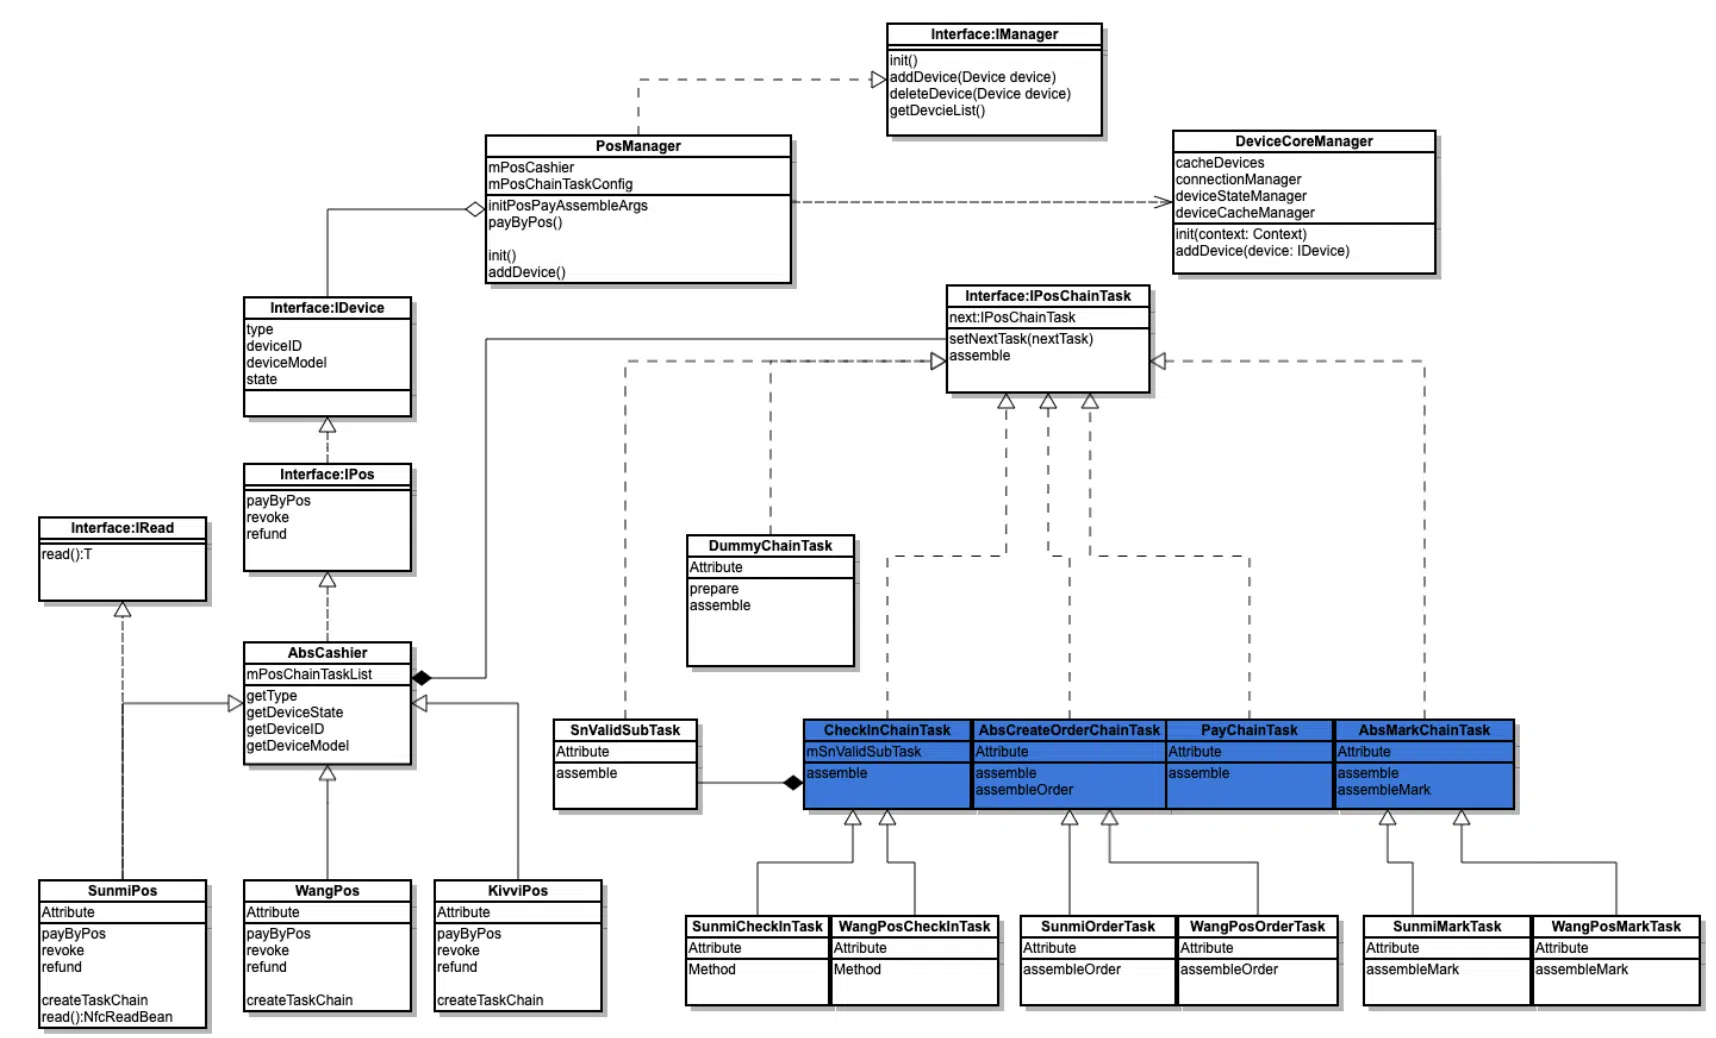 Interface:IManager
init()
addDevice(Device device)
deleteDevice(Device device)
getDevcieList()
PosManager
mPosCashier
mPosChainTaskConfig
initPosPayAssembleArgs
payByPos()
init()
addDevice()
DeviceCoreManager
cacheDevices
connectionManager
deviceStateManager
deviceCacheManager
init(context: Context)
addDevice(device: IDevice)
Interface:IDevice
type
deviceID
deviceModel
state
Interface:IPosChainTask
next:IPosChainTask
setNextTask(nextTask)
assemble
Interface:IPos
payByPos
revoke
refund
Interface:IRead
read():T
DummyChainTask
Attribute
prepare
assemble
AbsCashier
mPosChainTaskList
getType
getDeviceState
getDeviceID
getDeviceModel
SnValidSubTask
Attribute
assemble
CheckInChainTask
mSnValidSubTask
assemble
AbsCreateOrderChainTask
Attribute
assemble
assembleOrder
PayChainTask
Attribute
assemble
AbsMarkChainTask
Attribute
assemble
assembleMark
SunmiPos
Attribute
payByPos
revoke
refund
createTaskChain
read():NfcReadBean
WangPos
Attribute
payByPos
revoke
refund
createTaskChain
KivviPos
Attribute
payByPos
revoke
refund
createTaskChain
SunmiCheckInTask
Attribute
Method
WangPosCheckInTask
Attribute
Method
SunmiOrderTask
Attribute
assembleOrder
WangPosOrderTask
Attribute
assembleOrder
SunmiMarkTask
Attribute
assembleMark
WangPosMarkTask
Attribute
assembleMark